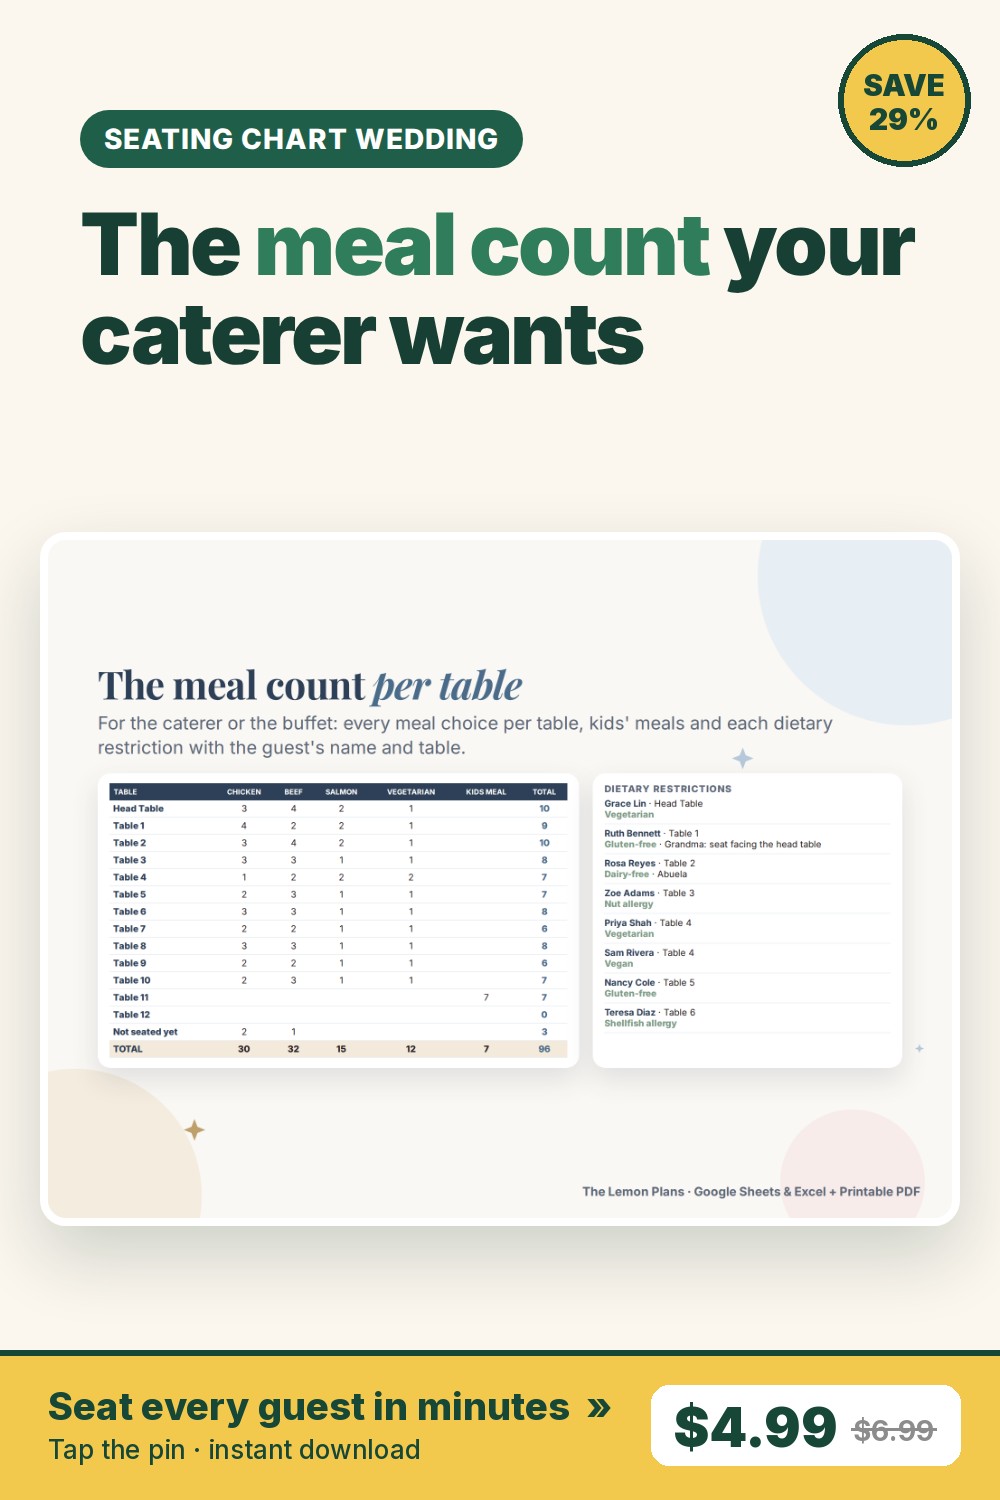 SAVE
29%
SEATING CHART WEDDING
The meal count your
caterer wants
The meal count per table
For the caterer or the buffet: every meal choice per table, kids' meals and each dietary
restriction with the guest's name and table.
TABLE CHICKEN BEEF SALMON VEGETARIAN KIDS MEAL TOTAL
Head Table 3 4 2 1 10
Table 1 4 2 2 1 9
Table 2 3 4 2 1 10
Table 3 3 3 1 1 8
Table 4 1 2 2 2 7
Table 5 2 3 1 1 7
Table 6 3 3 1 1 8
Table 7 2 2 1 1 6
Table 8 3 3 1 1 8
Table 9 2 2 1 1 6
Table 10 2 3 1 1 7
Table 11 7 7
Table 12 0
Not seated yet 2 1 3
TOTAL 30 32 15 12 7 96
DIETARY RESTRICTIONS
Grace Lin · Head Table
Vegetarian
Ruth Bennett · Table 1
Gluten-free · Grandma: seat facing the head table
Rosa Reyes · Table 2
Dairy-free · Abuela
Zoe Adams · Table 3
Nut allergy
Priya Shah · Table 4
Vegetarian
Sam Rivera · Table 4
Vegan
Nancy Cole · Table 5
Gluten-free
Teresa Diaz · Table 6
Shellfish allergy
The Lemon Plans · Google Sheets & Excel + Printable PDF
Seat every guest in minutes »
Tap the pin · instant download
$4.99 $6.99